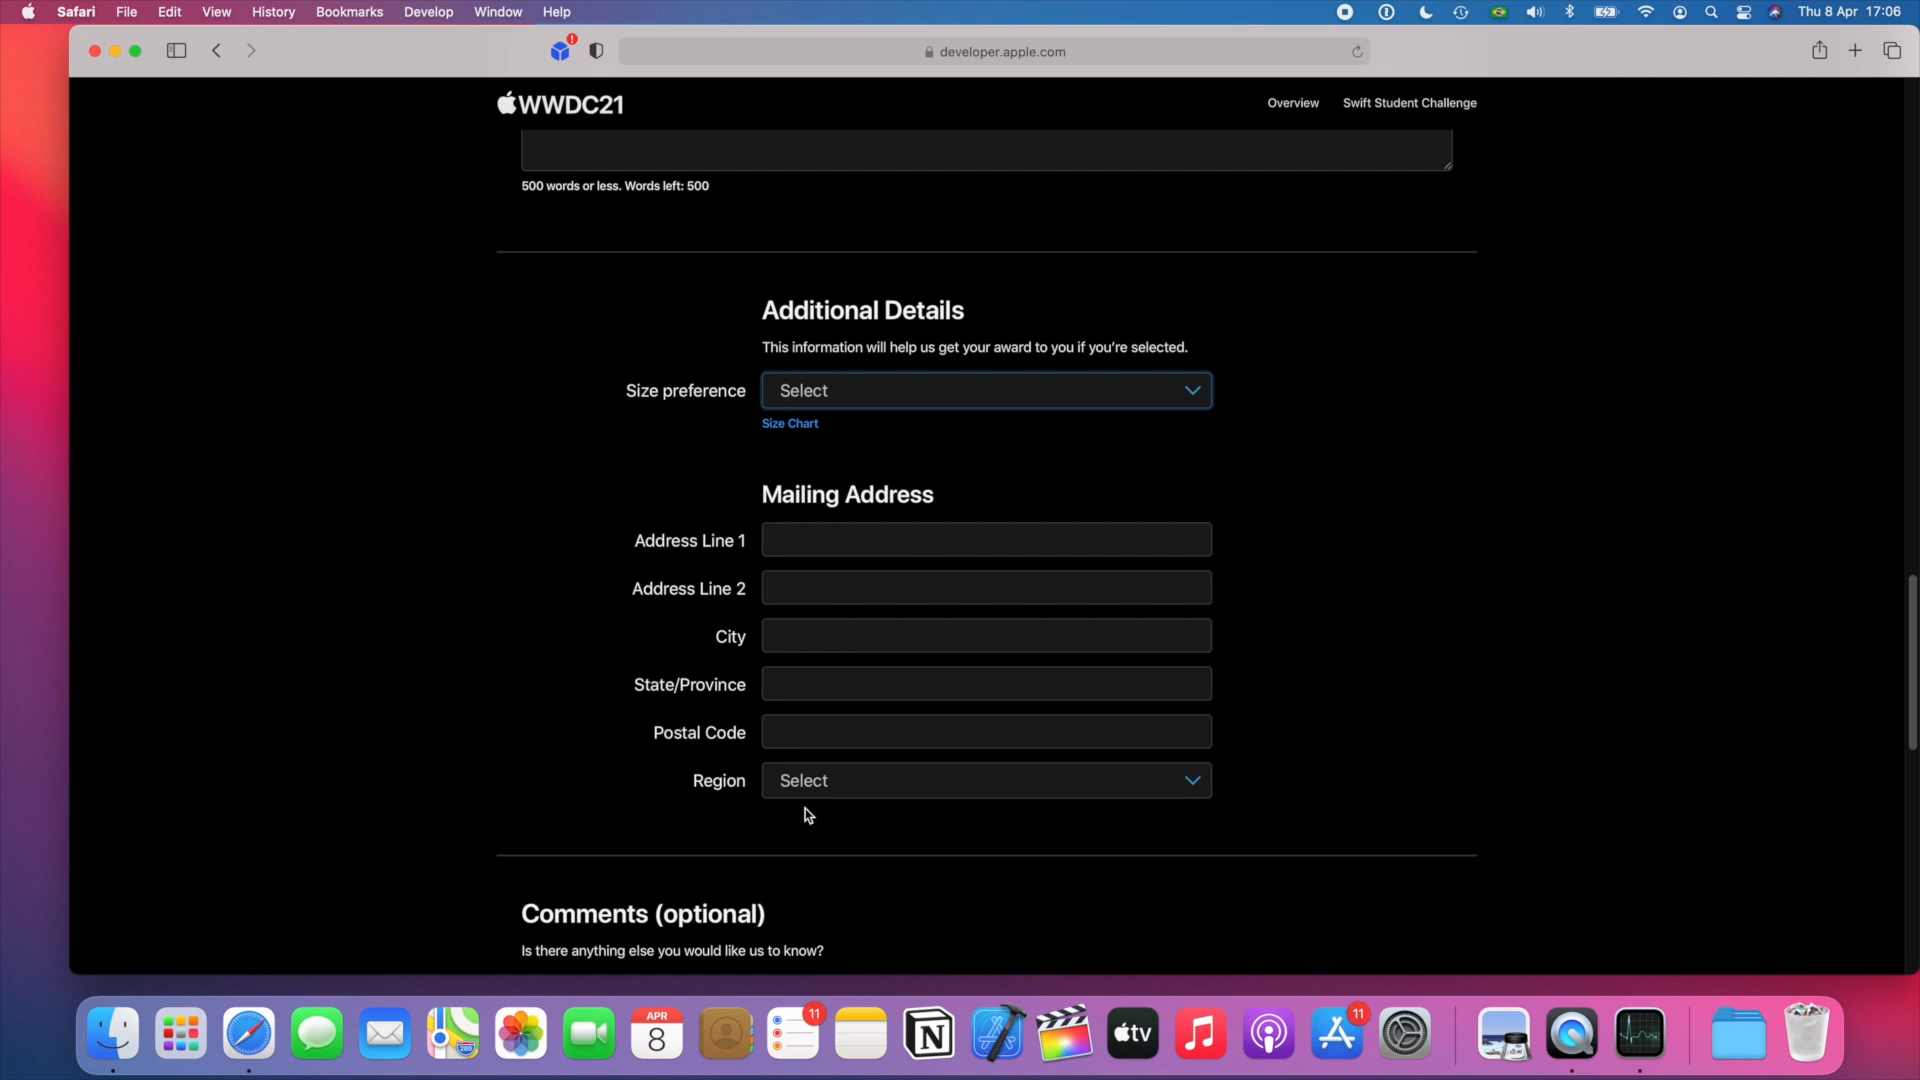 Safari File Edit View History Bookmarks Develop Window Help Thu 8 Apr 17:06
developer.apple.com
WWDC21 Overview Swift Student Challenge
500 words or less. Words left: 500
Additional Details
This information will help us get your award to you if you’re selected.
Size preference Select
Size Chart
Mailing Address
Address Line 1
Address Line 2
City
State/Province
Postal Code
Region Select
Comments (optional)
Is there anything else you would like us to know?
APR
8
11
N
tv
11
280